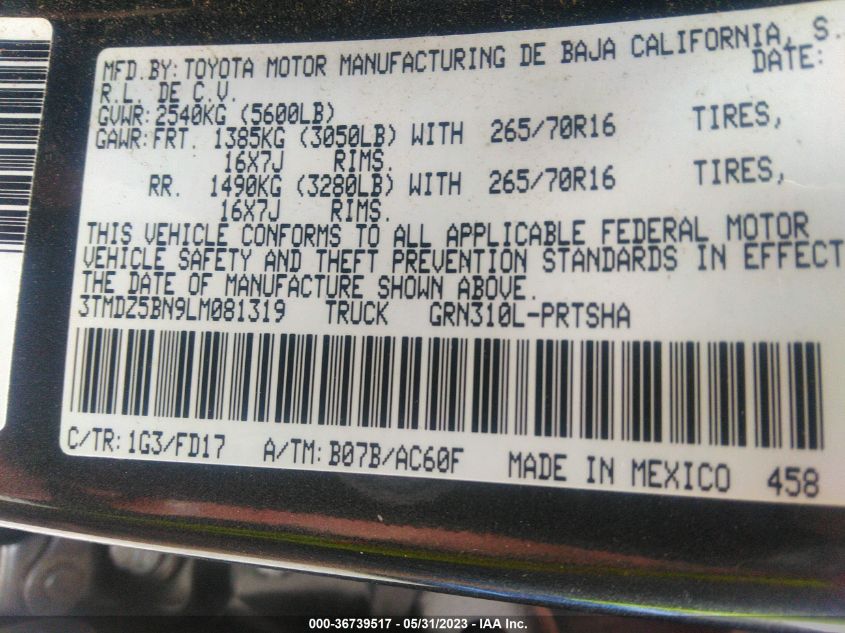 MFD. BY: TOYOTA MOTOR MANUFACTURING DE BAJA CALIFORNIA, S.
R.L. DE C.V. DATE:
GVWR: 2540KG (5600LB)
GAWR: FRT. 1385KG (3050LB) WITH 265/70R16 TIRES,
16X7J RIMS.
RR. 1490KG (3280LB) WITH 265/70R16 TIRES,
16X7J RIMS.
THIS VEHICLE CONFORMS TO ALL APPLICABLE FEDERAL MOTOR
VEHICLE SAFETY AND THEFT PREVENTION STANDARDS IN EFFECT
THE DATE OF MANUFACTURE SHOWN ABOVE.
3TMDZ5BN9LM081319 TRUCK GRN310L-PRTSHA
C/TR: 1G3/FD17 A/TM: B07B/AC60F MADE IN MEXICO 458
000-36739517 - 05/31/2023 - IAA Inc.